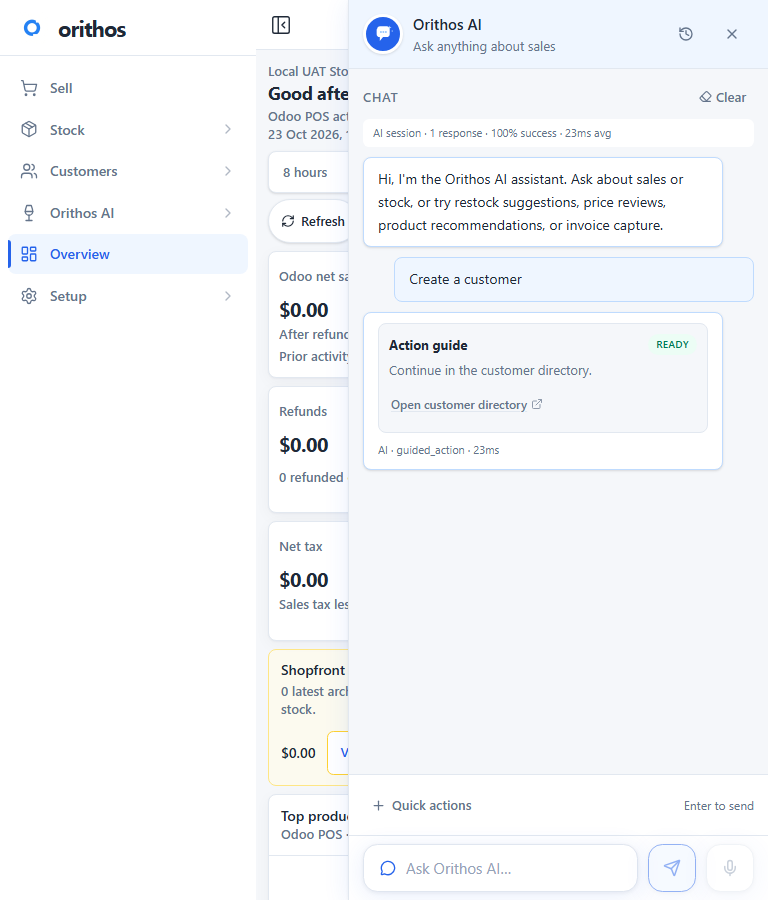 orithos
Sell
Stock
Customers
Orithos AI
Overview
Setup
Local UAT Sto
Good afte
Odoo POS act
23 Oct 2026,
8 hours
Refresh
Odoo net sa
$0.00
After refund
Prior activity
Refunds
$0.00
0 refunded
Net tax
$0.00
Sales tax les
Shopfront
0 latest arch
stock.
$0.00
V
Top produ
Odoo POS ·
Orithos AI
Ask anything about sales
CHAT
Clear
AI session · 1 response · 100% success · 23ms avg
Hi, I'm the Orithos AI assistant. Ask about sales or
stock, or try restock suggestions, price reviews,
product recommendations, or invoice capture.
Create a customer
Action guide
READY
Continue in the customer directory.
Open customer directory
AI · guided_action · 23ms
Quick actions
Enter to send
Ask Orithos AI...